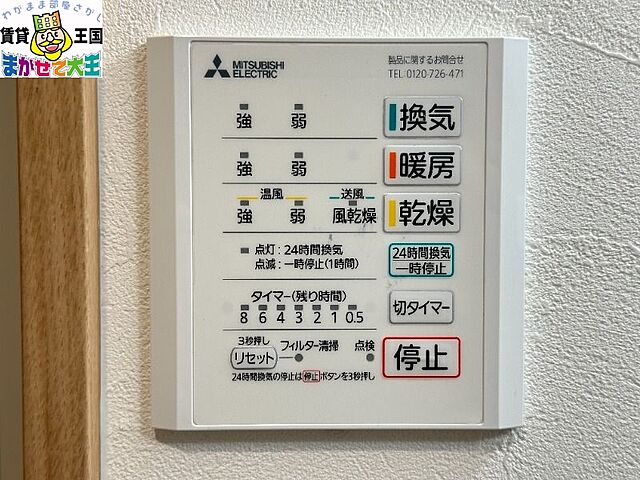 わがまま部屋さがし
賃貸 王国
まかせて大王
MITSUBISHI
ELECTRIC
製品に関するお問合せ
TEL 0120-726-471
強 弱 換気
強 弱 暖房
温風 送風
強 弱 風乾燥 乾燥
点灯:24時間換気
点滅:一時停止(1時間)
24時間換気
一時停止
タイマー(残り時間)
8 6 4 3 2 1 0.5
切タイマー
3秒押し
リセット フィルター清掃 点検
停止
24時間換気の停止は停止ボタンを3秒押し